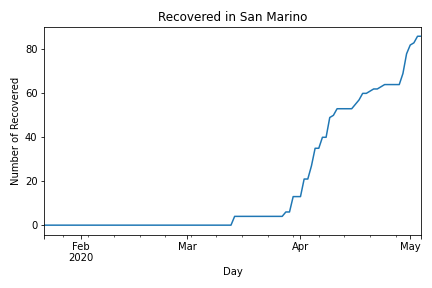 Recovered in San Marino
Number of Recovered
80
60
40
20
0
Feb
2020
Mar
Apr
May
Day